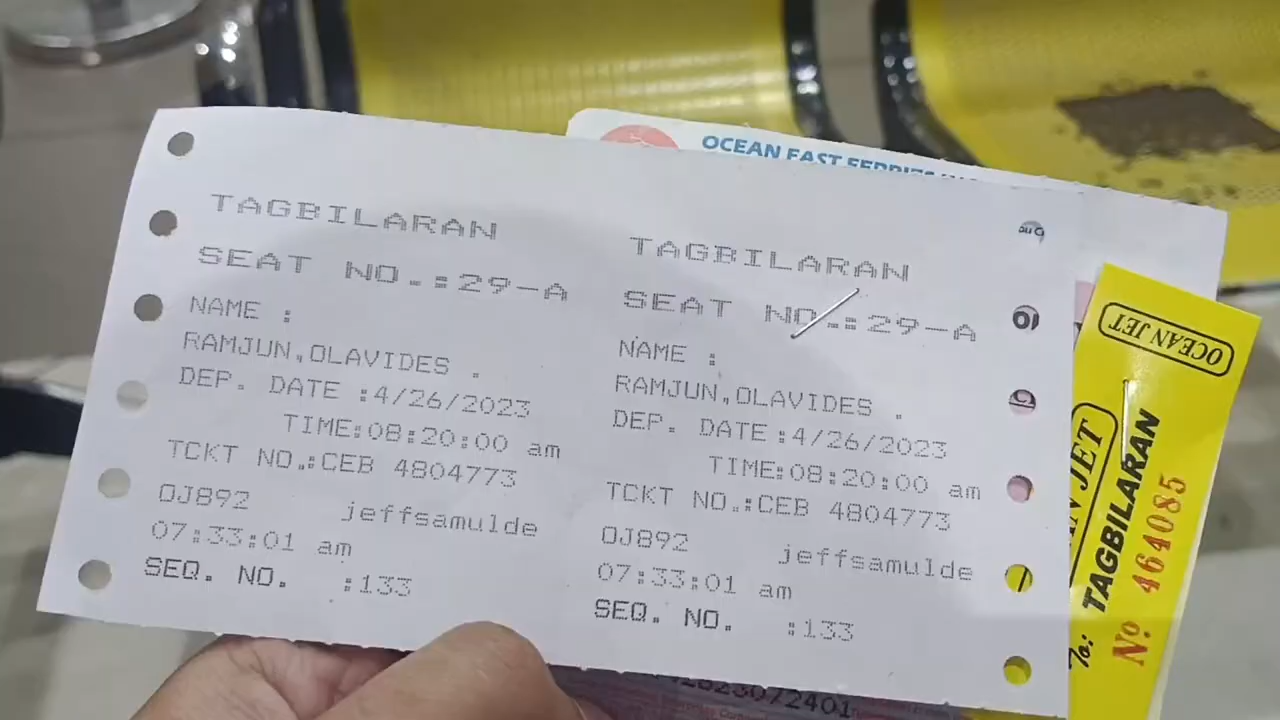 OCEAN FAST FERRIES
TAGBILARAN
SEAT NO.:29-A
NAME :
RAMJUN,OLAVIDES .
DEP. DATE :4/26/2023
TIME:08:20:00 am
TCKT NO.:CEB 4804773
OJ892 jeffsamulde
07:33:01 am
SEQ. NO. :133
TAGBILARAN
SEAT NO.:29-A
NAME :
RAMJUN,OLAVIDES .
DEP. DATE :4/26/2023
TIME:08:20:00 am
TCKT NO.:CEB 4804773
OJ892 jeffsamulde
07:33:01 am
SEQ. NO. :133
OCEAN JET
JET
To: TAGBILARAN
Nº 464085